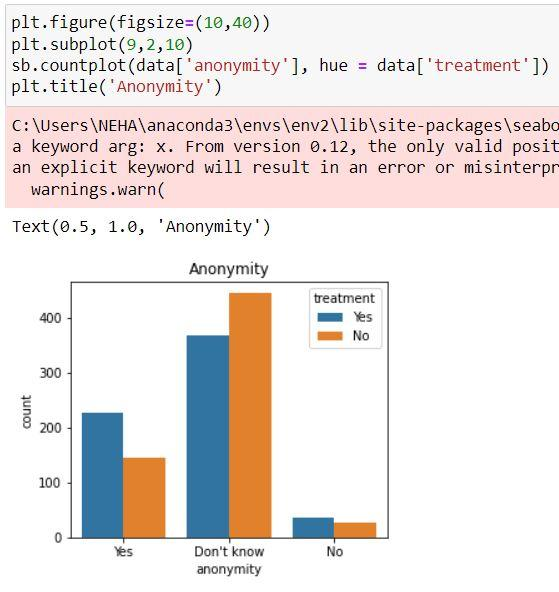 plt.figure(figsize=(10,40))
plt.subplot(9,2,10)
sb.countplot(data['anonymity'], hue = data['treatment'])
plt.title('Anonymity')
C:\Users\NEHA\anaconda3\envs\env2\lib\site-packages\seabo
a keyword arg: x. From version 0.12, the only valid posit
an explicit keyword will result in an error or misinterpr
warnings.warn(
Text(0.5, 1.0, 'Anonymity')
Anonymity
treatment
Yes
No
400
300
200
100
0
count
Yes
Don't know
No
anonymity